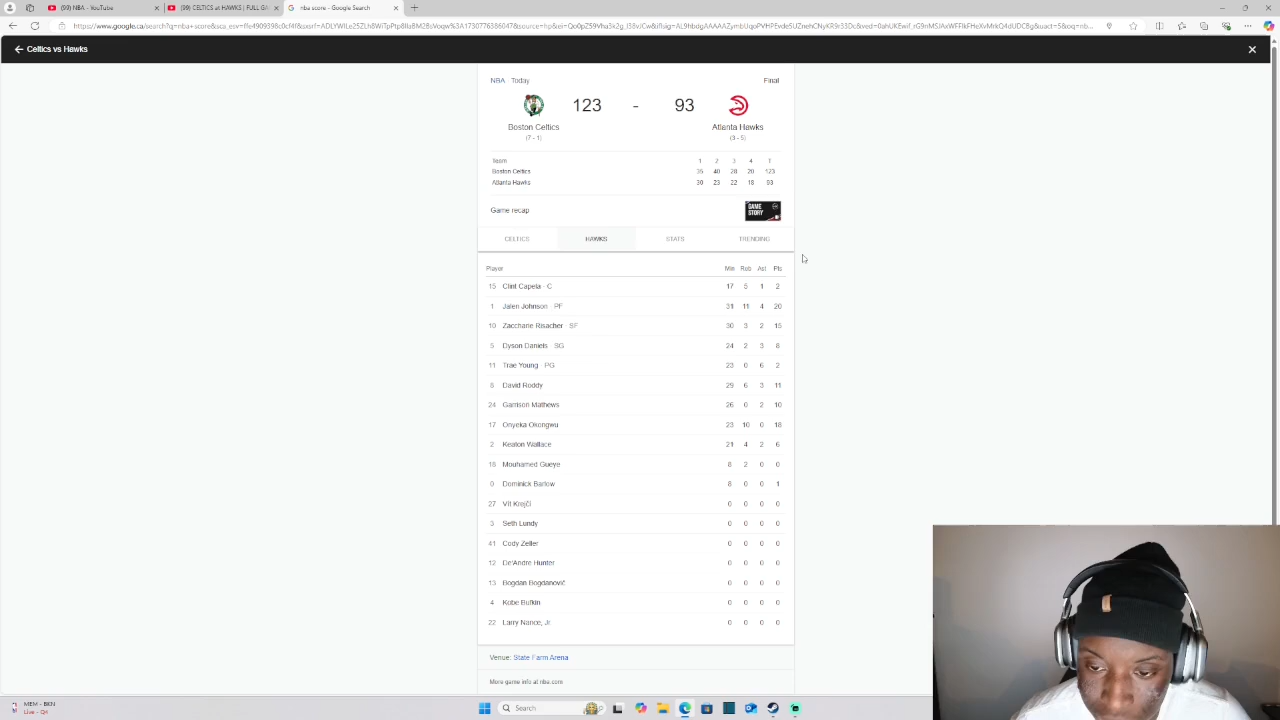 (99) NBA - YouTube
(99) CELTICS at HAWKS | FULL G
nba score - Google Search
Celtics vs Hawks
NBA · Today
Final
123 - 93
Boston Celtics
(7 - 1)
Atlanta Hawks
(3 - 5)
Team 1 2 3 4 T
Boston Celtics 35 40 28 20 123
Atlanta Hawks 30 23 22 18 93
Game recap
GAME STORY
CELTICS HAWKS STATS TRENDING
Player Min Reb Ast Pts
15 Clint Capela · C 17 5 1 2
1 Jalen Johnson · PF 31 11 4 20
10 Zaccharie Risacher · SF 30 3 2 15
5 Dyson Daniels · SG 24 2 3 8
11 Trae Young · PG 23 0 6 2
8 David Roddy 29 6 3 11
24 Garrison Mathews 26 0 2 10
17 Onyeka Okongwu 23 10 0 18
2 Keaton Wallace 21 4 2 6
18 Mouhamed Gueye 8 2 0 0
0 Dominick Barlow 8 0 0 1
27 Vít Krejčí 0 0 0 0
3 Seth Lundy 0 0 0 0
41 Cody Zeller 0 0 0 0
12 De'Andre Hunter 0 0 0 0
13 Bogdan Bogdanović 0 0 0 0
4 Kobe Bufkin 0 0 0 0
22 Larry Nance, Jr 0 0 0 0
Venue: State Farm Arena
More game info at nba.com
MEM - BKN
Live - Q4
Search